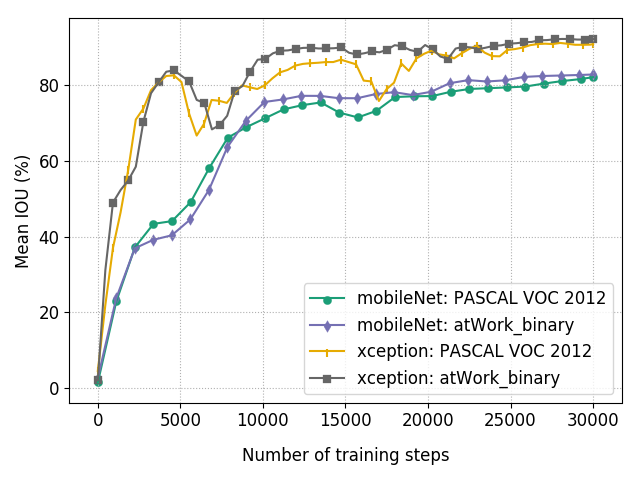 Mean IOU (%)
80
60
40
20
0
mobileNet: PASCAL VOC 2012
mobileNet: atWork_binary
xception: PASCAL VOC 2012
xception: atWork_binary
0 5000 10000 15000 20000 25000 30000
Number of training steps